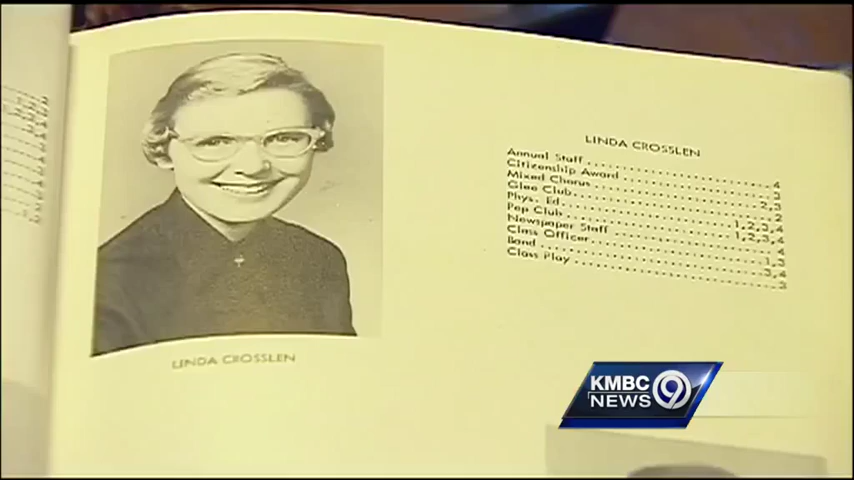 LINDA CROSSLEN
LINDA CROSSLEN
Annual Staff.......................4
Citizenship Award.......................3
Mixed Chorus.......................2,3
Glee Club.......................2
Phys. Ed.......................1,2,3,4
Pep Club.......................1,2,3,4
Newspaper Staff.......................4
Class Officer.......................1,3
Band.......................3,4
Class Play.......................3
KMBC 9
NEWS